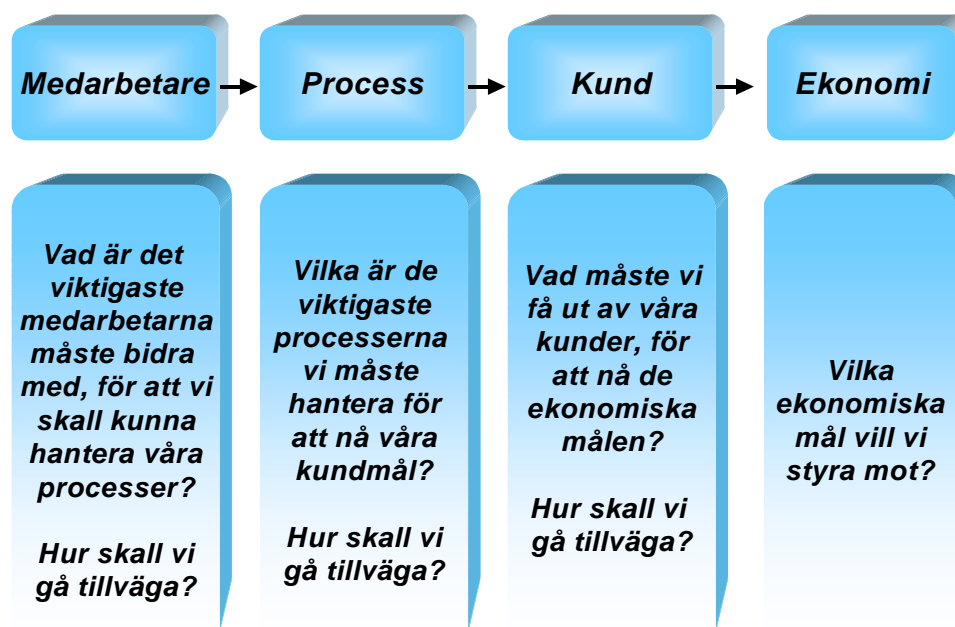 Medarbetare
Process
Kund
Ekonomi
Vad är det
viktigaste
medarbetarna
måste bidra
med, för att vi
skall kunna
hantera våra
processer?
Hur skall vi
gå tillväga?
Vilka är de
viktigaste
processerna
vi måste
hantera för
att nå våra
kundmål?
Hur skall vi
gå tillväga?
Vad måste vi
få ut av våra
kunder, för
att nå de
ekonomiska
målen?
Hur skall vi
gå tillväga?
Vilka
ekonomiska
mål vill vi
styra mot?